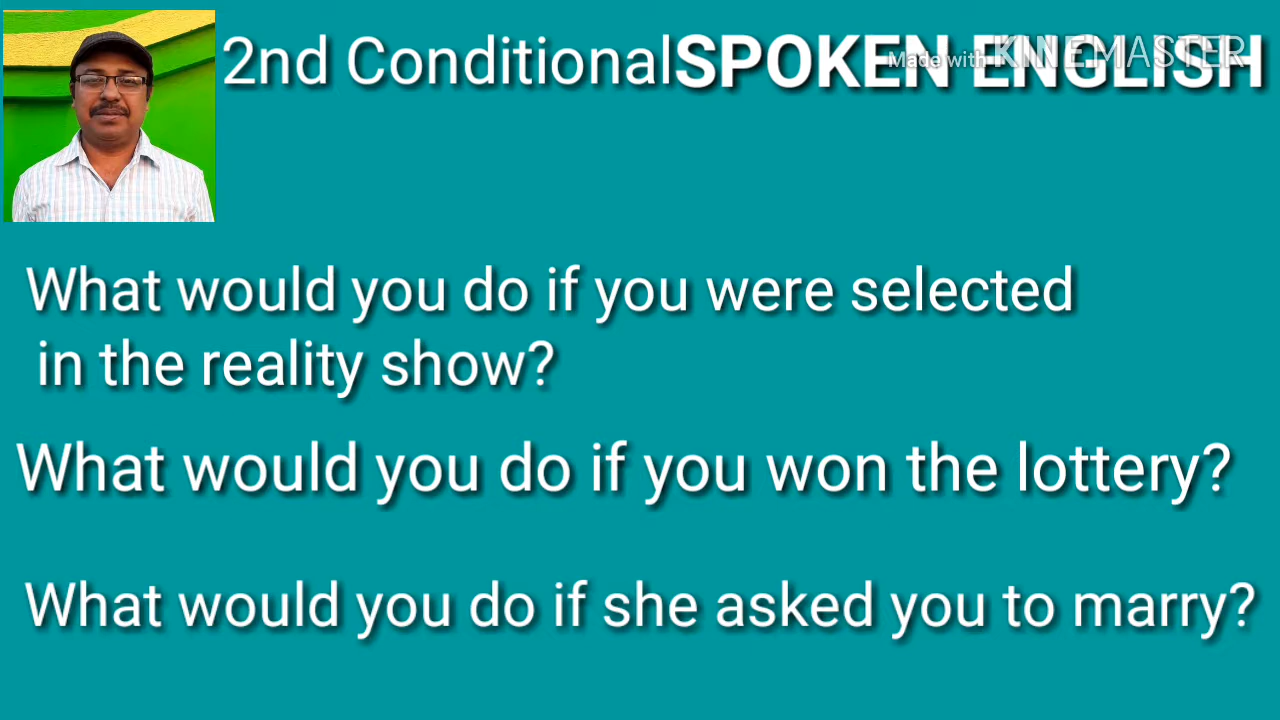 2nd Conditional SPOKEN ENGLISH
Made with KINEMASTER
What would you do if you were selected
in the reality show?
What would you do if you won the lottery?
What would you do if she asked you to marry?